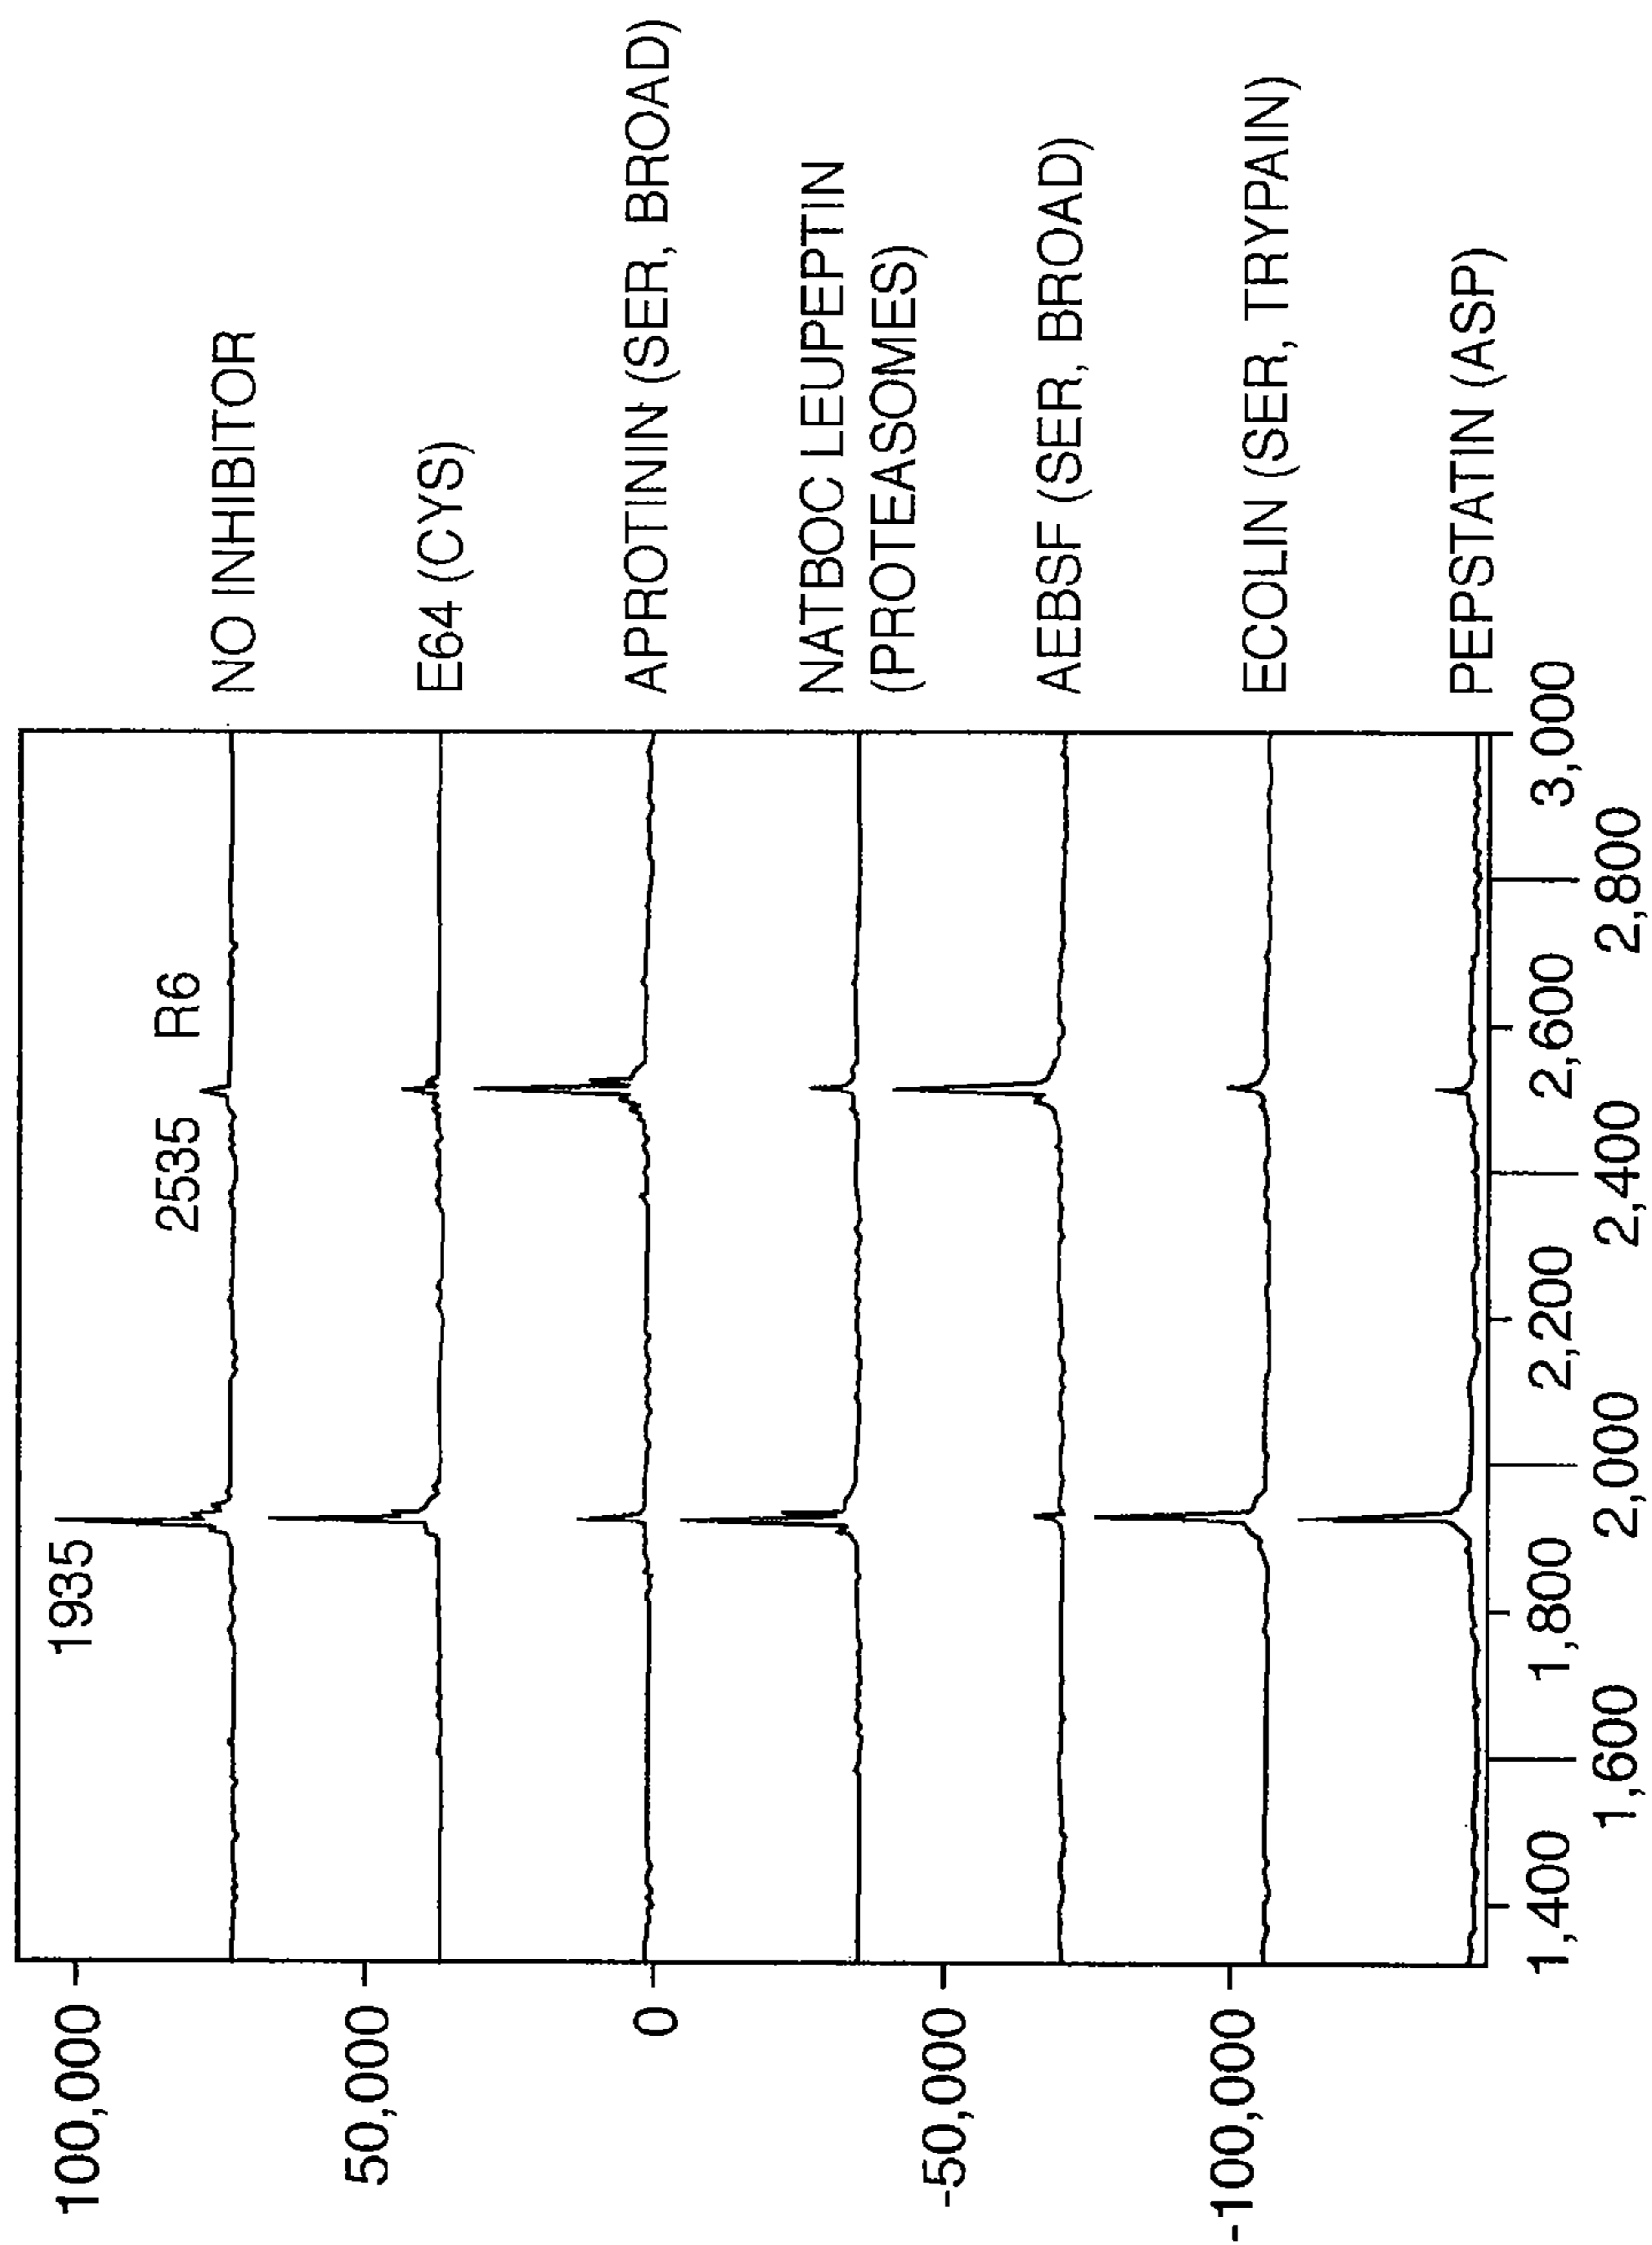 1935
2535 R6
NO INHIBITOR
E64 (CYS)
APROTININ (SER, BROAD)
NATBOC LEUPEPTIN
(PROTEASOMES)
AEBSF (SER, BROAD)
ECOLIN (SER, TRYPAIN)
PEPSTATIN (ASP)
100,000
50,000
0
-50,000
-100,000
1,400
1,600
1,800
2,000
2,200
2,400
2,600
2,800
3,000